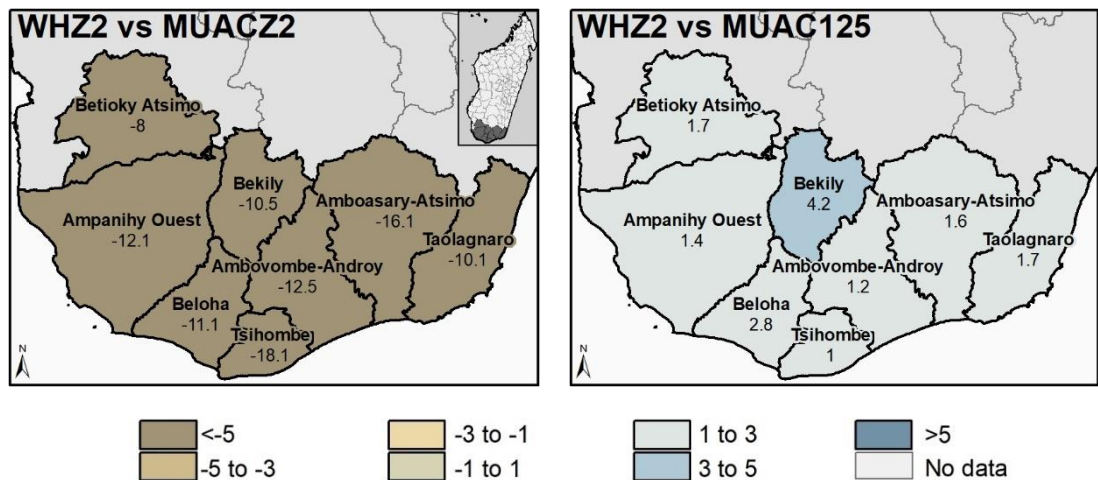 WHZ2 vs MUACZ2
Betioky Atsimo
-8
Bekily
-10.5
Ampanihy Ouest
-12.1
Amboasary-Atsimo
-16.1
Taolagnaro
-10.1
Ambovombe-Androy
-12.5
Beloha
-11.1
Tsihombe
-18.1
N
WHZ2 vs MUAC125
Betioky Atsimo
1.7
Bekily
4.2
Ampanihy Ouest
1.4
Amboasary-Atsimo
1.6
Taolagnaro
1.7
Ambovombe-Androy
1.2
Beloha
2.8
Tsihombe
1
N
<-5
-3 to -1
1 to 3
>5
-5 to -3
-1 to 1
3 to 5
No data